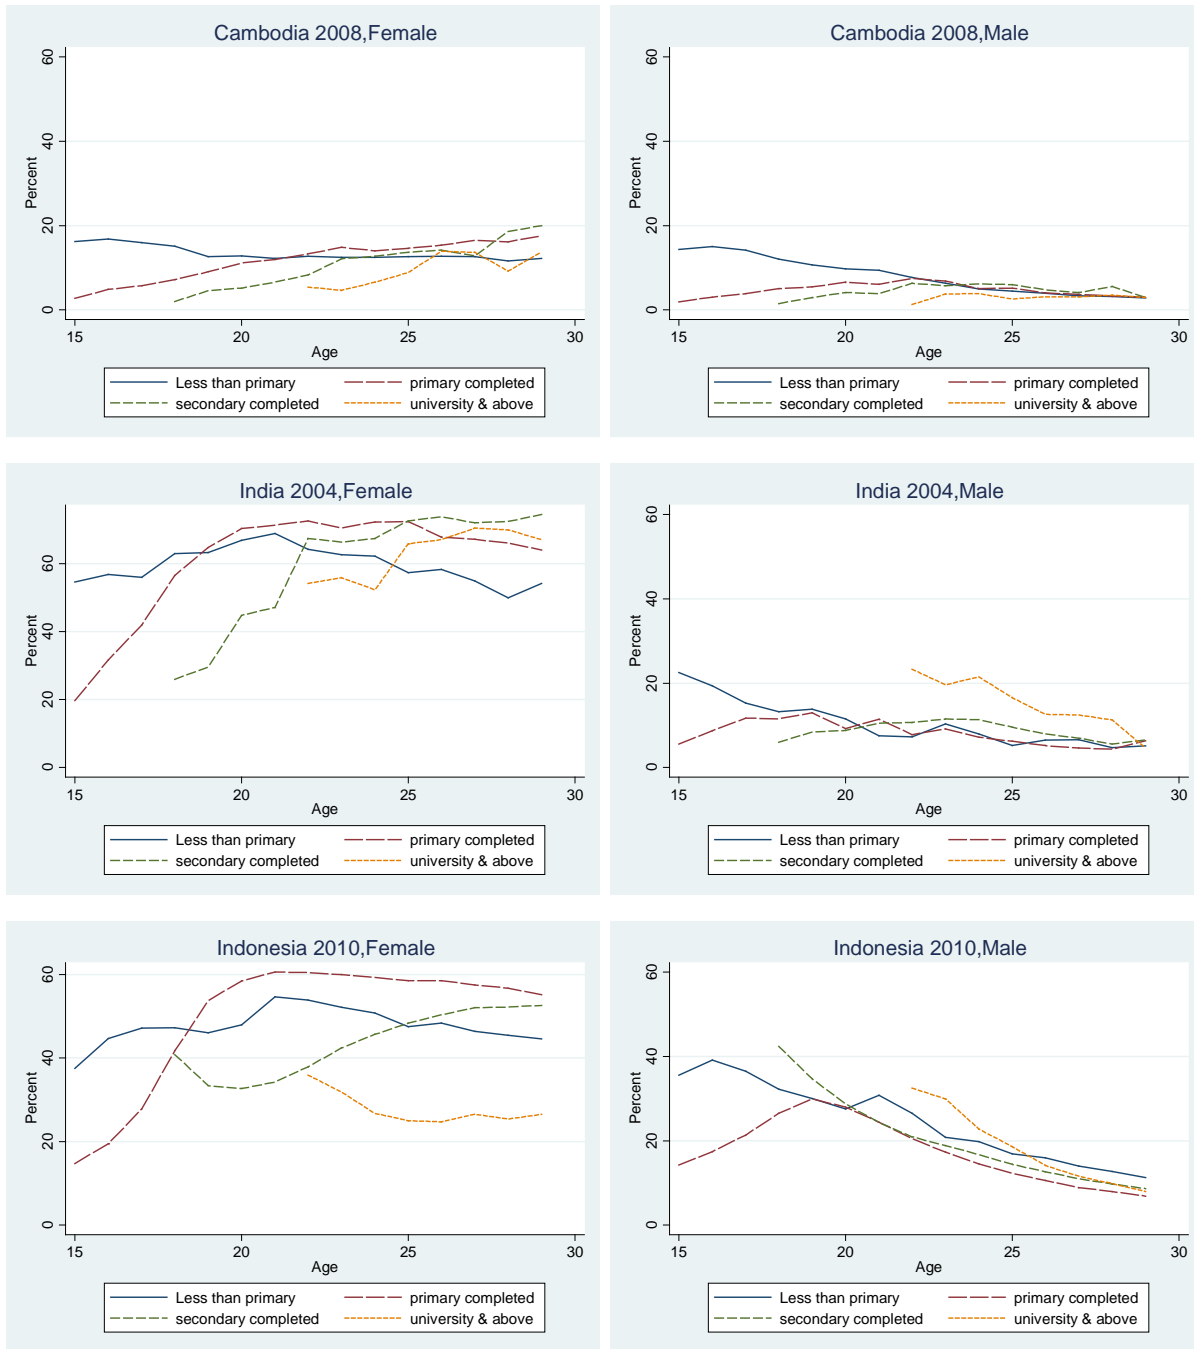 Cambodia 2008,Female
60
40
20
0
Percent
15 20 25 30
Age
Less than primary primary completed
secondary completed university & above
Cambodia 2008,Male
60
40
20
0
Percent
15 20 25 30
Age
Less than primary primary completed
secondary completed university & above
India 2004,Female
60
40
20
0
Percent
15 20 25 30
Age
Less than primary primary completed
secondary completed university & above
India 2004,Male
60
40
20
0
Percent
15 20 25 30
Age
Less than primary primary completed
secondary completed university & above
Indonesia 2010,Female
60
40
20
0
Percent
15 20 25 30
Age
Less than primary primary completed
secondary completed university & above
Indonesia 2010,Male
60
40
20
0
Percent
15 20 25 30
Age
Less than primary primary completed
secondary completed university & above